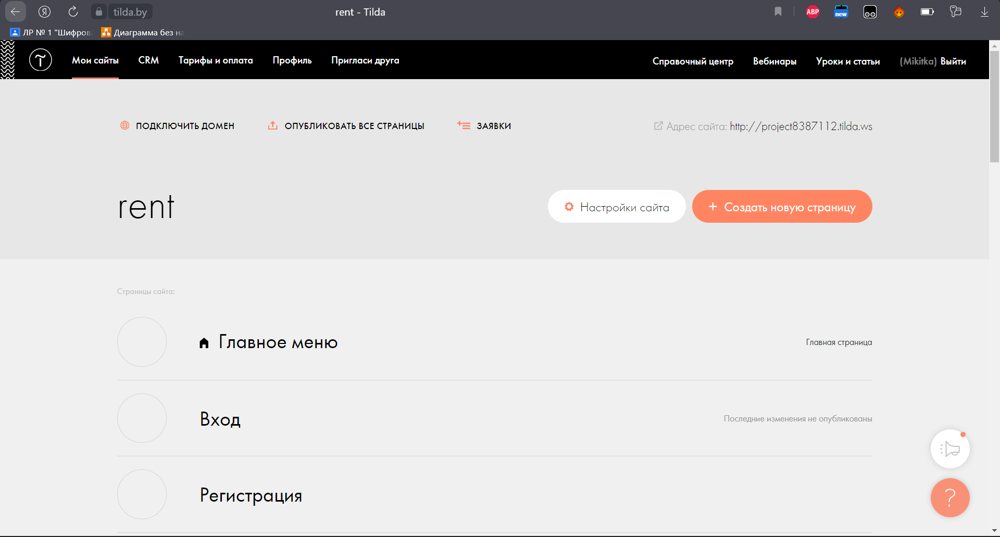 tilda.by
rent - Tilda
ABP
new
ЛР № 1 "Шифров
Диаграмма без на
Мои сайты
CRM
Тарифы и оплата
Профиль
Пригласи друга
Справочный центр
Вебинары
Уроки и статьи
(Mikitka) Выйти
ПОДКЛЮЧИТЬ ДОМЕН
ОПУБЛИКОВАТЬ ВСЕ СТРАНИЦЫ
ЗАЯВКИ
Адрес сайта: http://project8387112.tilda.ws
rent
Настройки сайта
+ Создать новую страницу
Страницы сайта:
Главное меню
Главная страница
Вход
Последние изменения не опубликованы
Регистрация
?